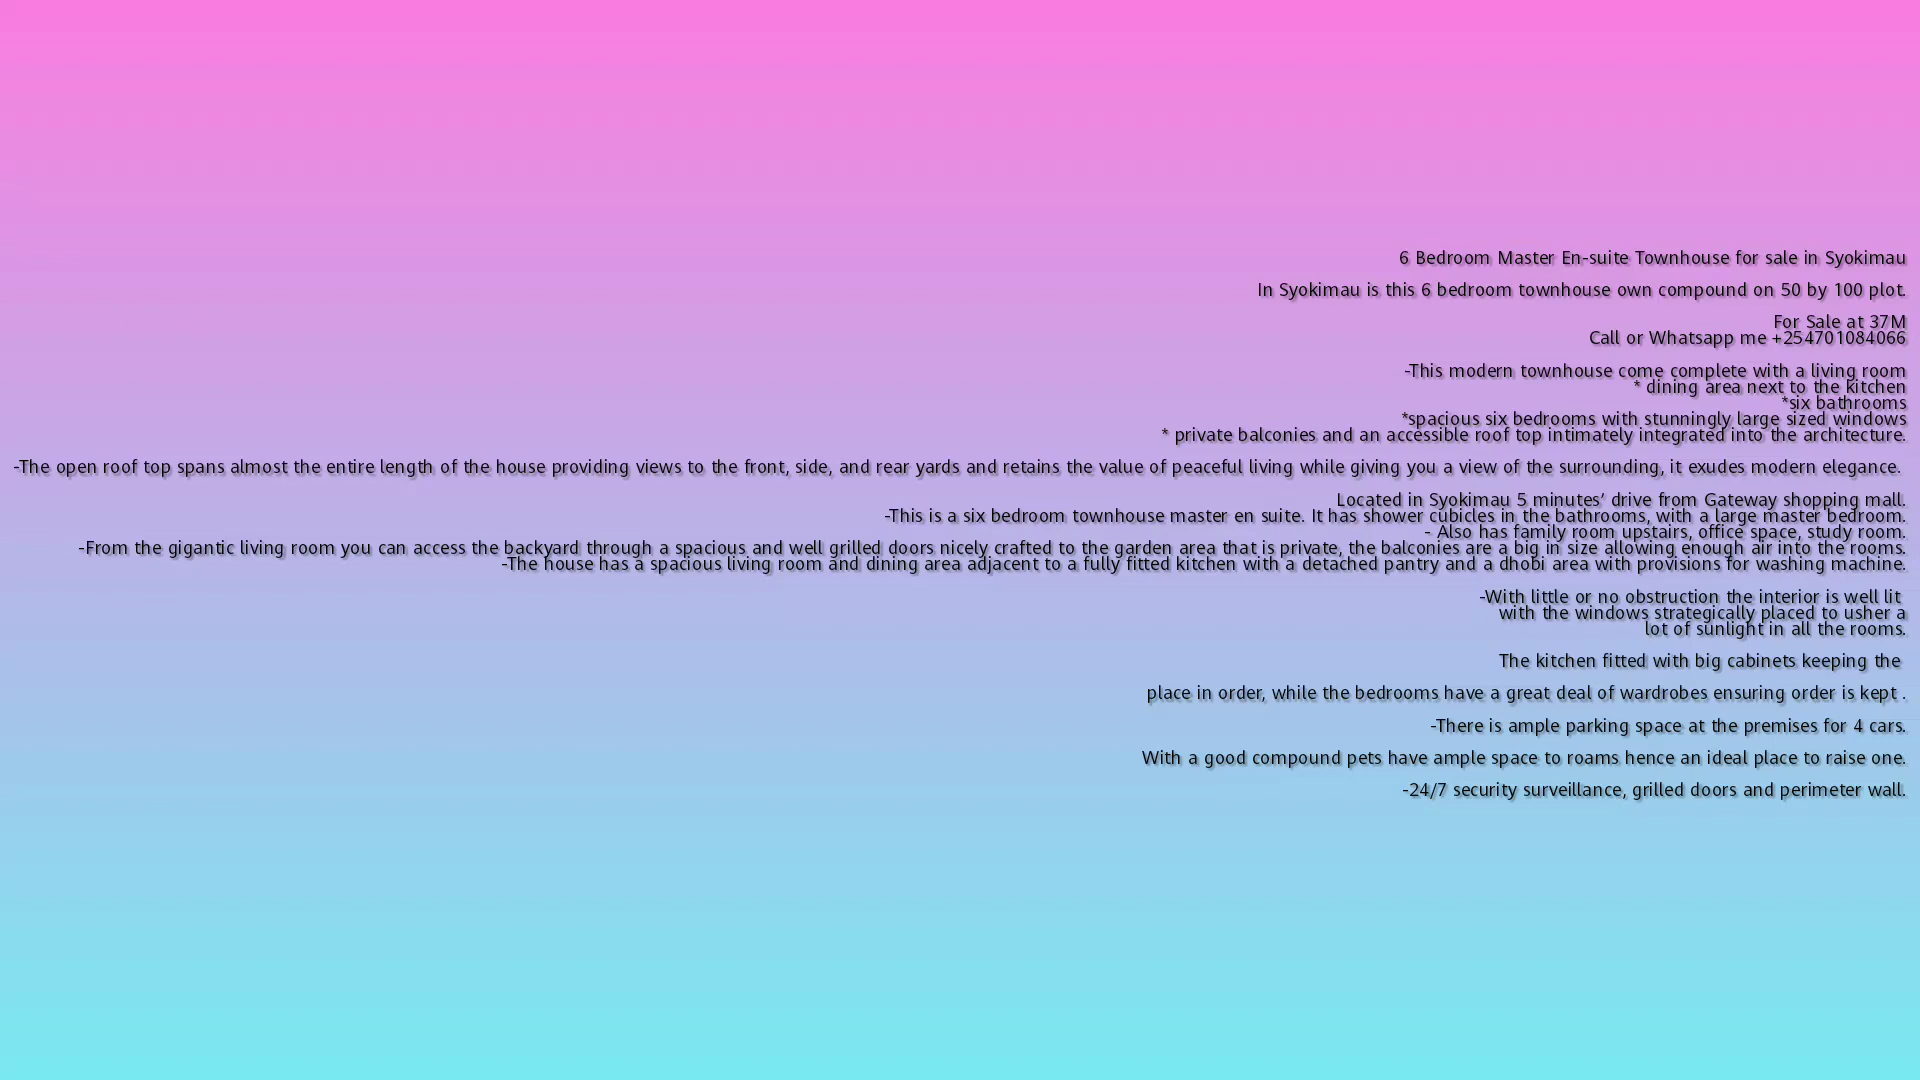 6 Bedroom Master En-suite Townhouse for sale in Syokimau
In Syokimau is this 6 bedroom townhouse own compound on 50 by 100 plot.
For Sale at 37M
Call or Whatsapp me +254701084066
-This modern townhouse come complete with a living room
* dining area next to the kitchen
*six bathrooms
*spacious six bedrooms with stunningly large sized windows
* private balconies and an accessible roof top intimately integrated into the architecture.
-The open roof top spans almost the entire length of the house providing views to the front, side, and rear yards and retains the value of peaceful living while giving you a view of the surrounding, it exudes modern elegance.
Located in Syokimau 5 minutes’ drive from Gateway shopping mall.
-This is a six bedroom townhouse master en suite. It has shower cubicles in the bathrooms, with a large master bedroom.
- Also has family room upstairs, office space, study room.
-From the gigantic living room you can access the backyard through a spacious and well grilled doors nicely crafted to the garden area that is private, the balconies are a big in size allowing enough air into the rooms.
-The house has a spacious living room and dining area adjacent to a fully fitted kitchen with a detached pantry and a dhobi area with provisions for washing machine.
-With little or no obstruction the interior is well lit
with the windows strategically placed to usher a
lot of sunlight in all the rooms.
The kitchen fitted with big cabinets keeping the
place in order, while the bedrooms have a great deal of wardrobes ensuring order is kept .
-There is ample parking space at the premises for 4 cars.
With a good compound pets have ample space to roams hence an ideal place to raise one.
-24/7 security surveillance, grilled doors and perimeter wall.